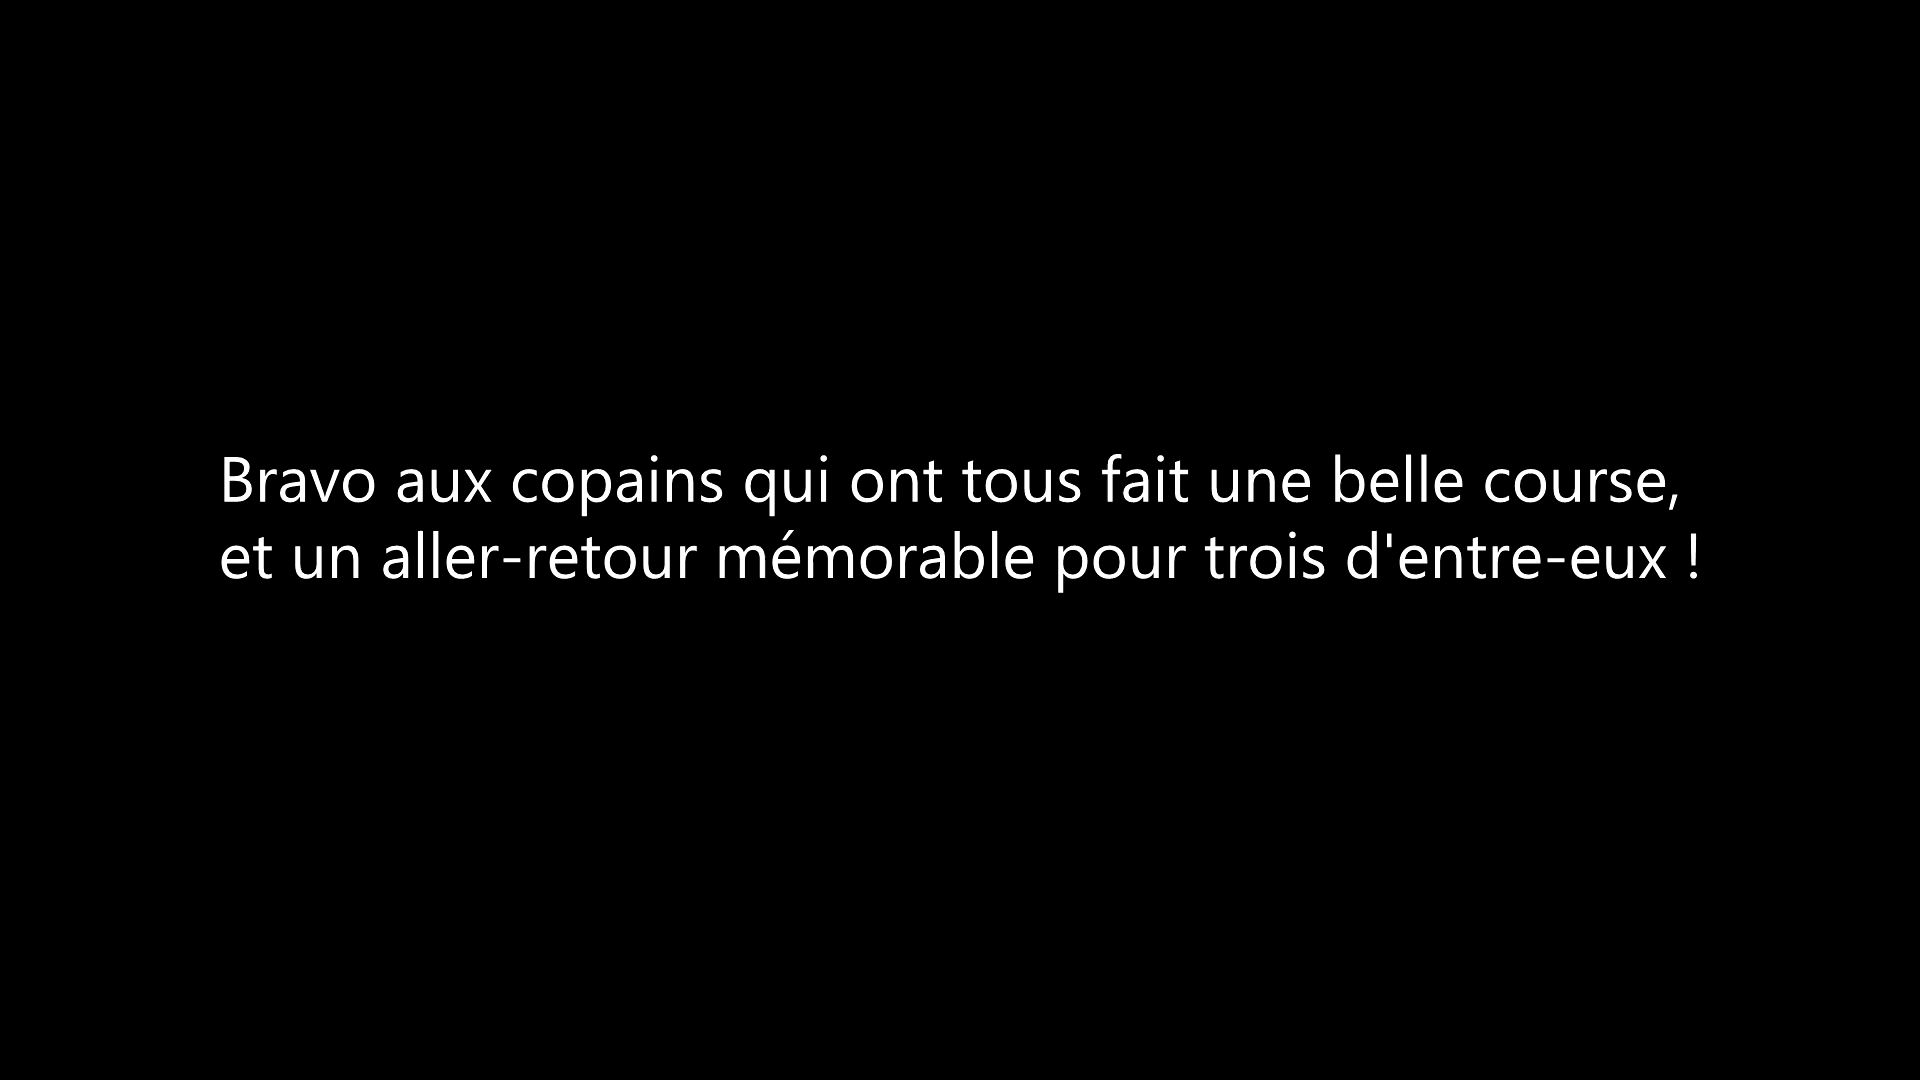 Bravo aux copains qui ont tous fait une belle course,
et un aller-retour mémorable pour trois d'entre-eux !